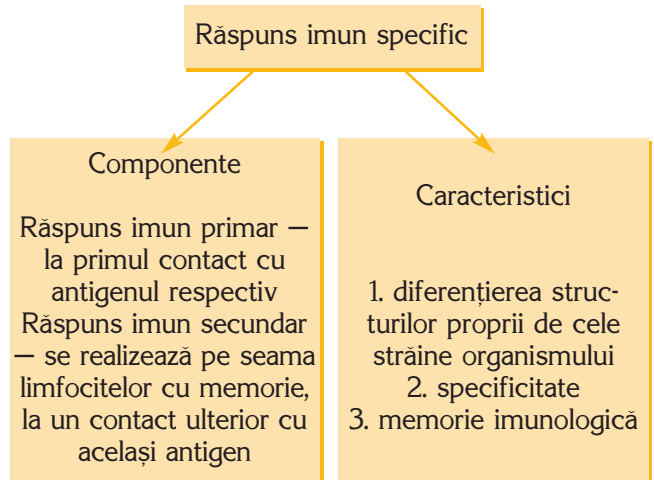 Răspuns imun specific
Componente
Răspuns imun primar —
la primul contact cu
antigenul respectiv
Răspuns imun secundar
— se realizează pe seama
limfocitelor cu memorie,
la un contact ulterior cu
același antigen
Caracteristici
1. diferențierea struc-
turilor proprii de cele
străine organismului
2. specificitate
3. memorie imunologică